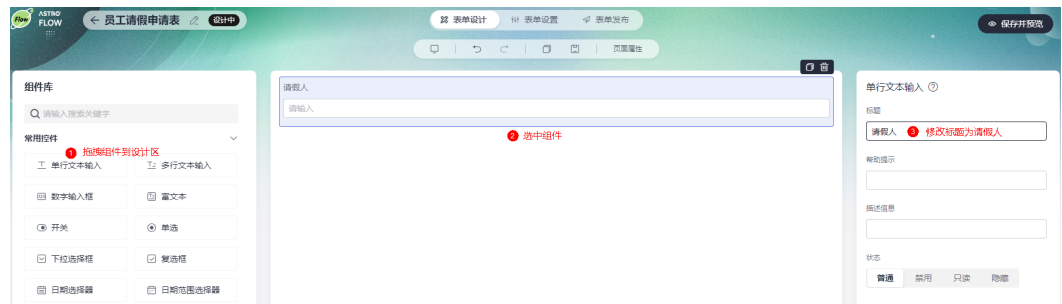 Flow ASTRO FLOW
员工请假申请表 设计中
表单设计 表单设置 表单发布
保存并预览
页面属性
组件库
请输入搜索关键字
常用控件
1 拖拽组件到设计区
单行文本输入 多行文本输入
数字输入框 富文本
开关 单选
下拉选择框 复选框
日期选择器 日期范围选择器
请假人
请输入
2 选中组件
单行文本输入
标题
请假人 3 修改标题为请假人
帮助提示
描述信息
状态
普通 禁用 只读 隐藏